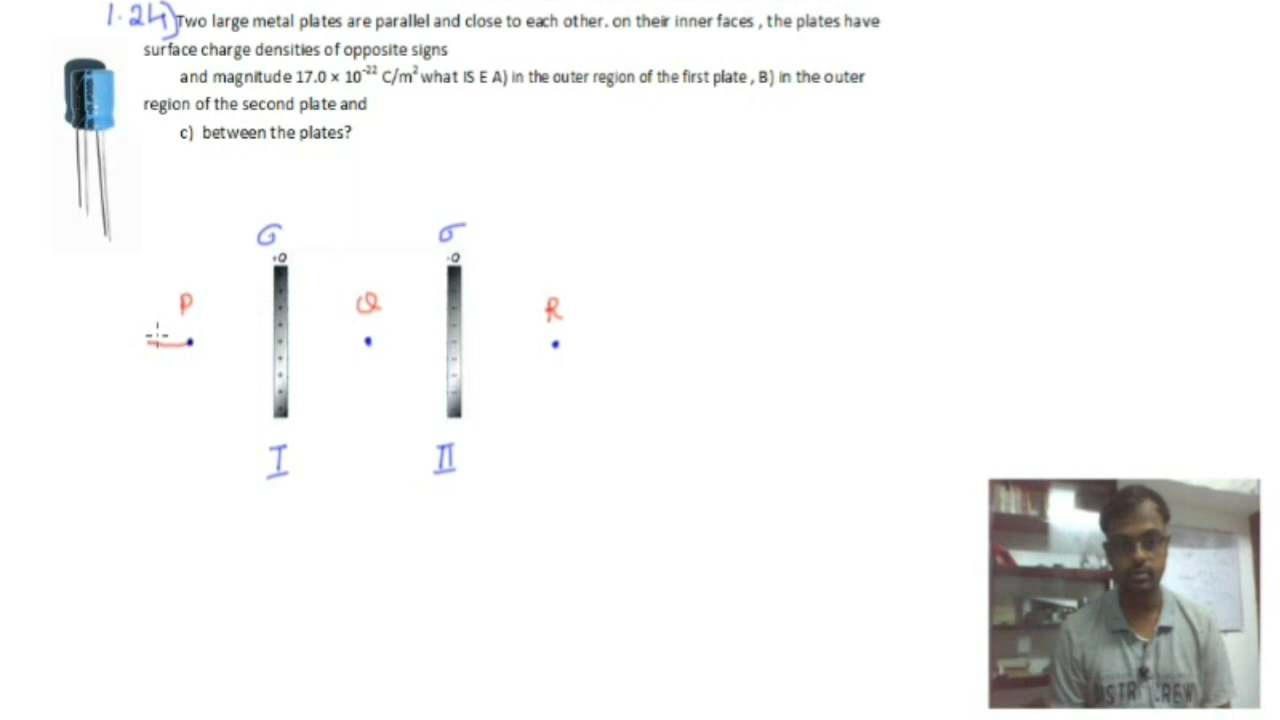 1.24)
Two large metal plates are parallel and close to each other. on their inner faces , the plates have
surface charge densities of opposite signs
and magnitude 17.0 × 10⁻²² C/m² what IS E A) in the outer region of the first plate , B) in the outer
region of the second plate and
c) between the plates?
σ σ
+Q -Q
P Q R
I II